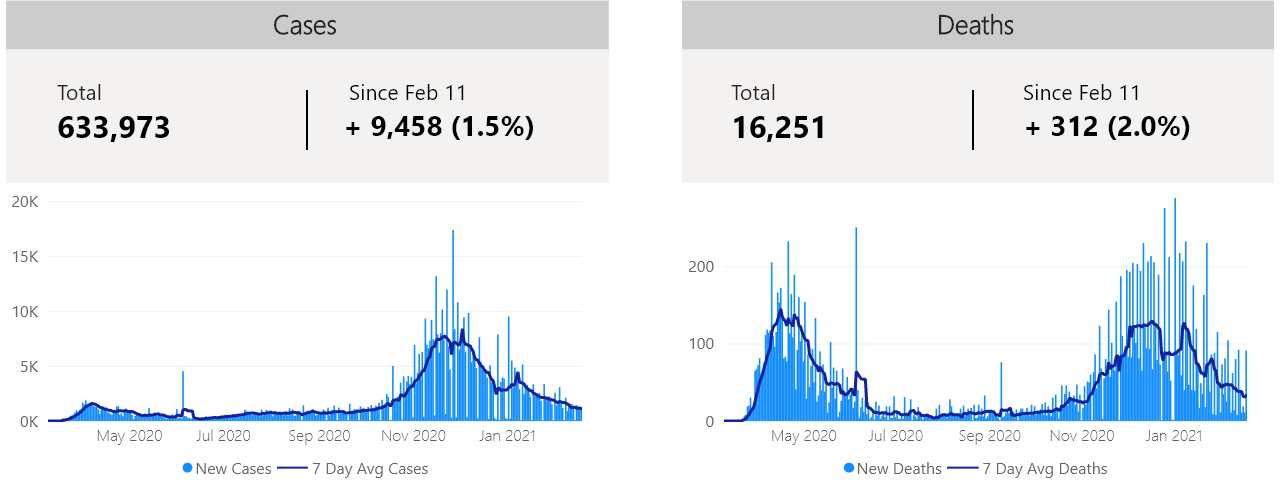 Cases
Total
633,973
Since Feb 11
+ 9,458 (1.5%)
20K
15K
10K
5K
0K
May 2020
Jul 2020
Sep 2020
Nov 2020
Jan 2021
New Cases
7 Day Avg Cases
Deaths
Total
16,251
Since Feb 11
+ 312 (2.0%)
200
100
0
May 2020
Jul 2020
Sep 2020
Nov 2020
Jan 2021
New Deaths
7 Day Avg Deaths